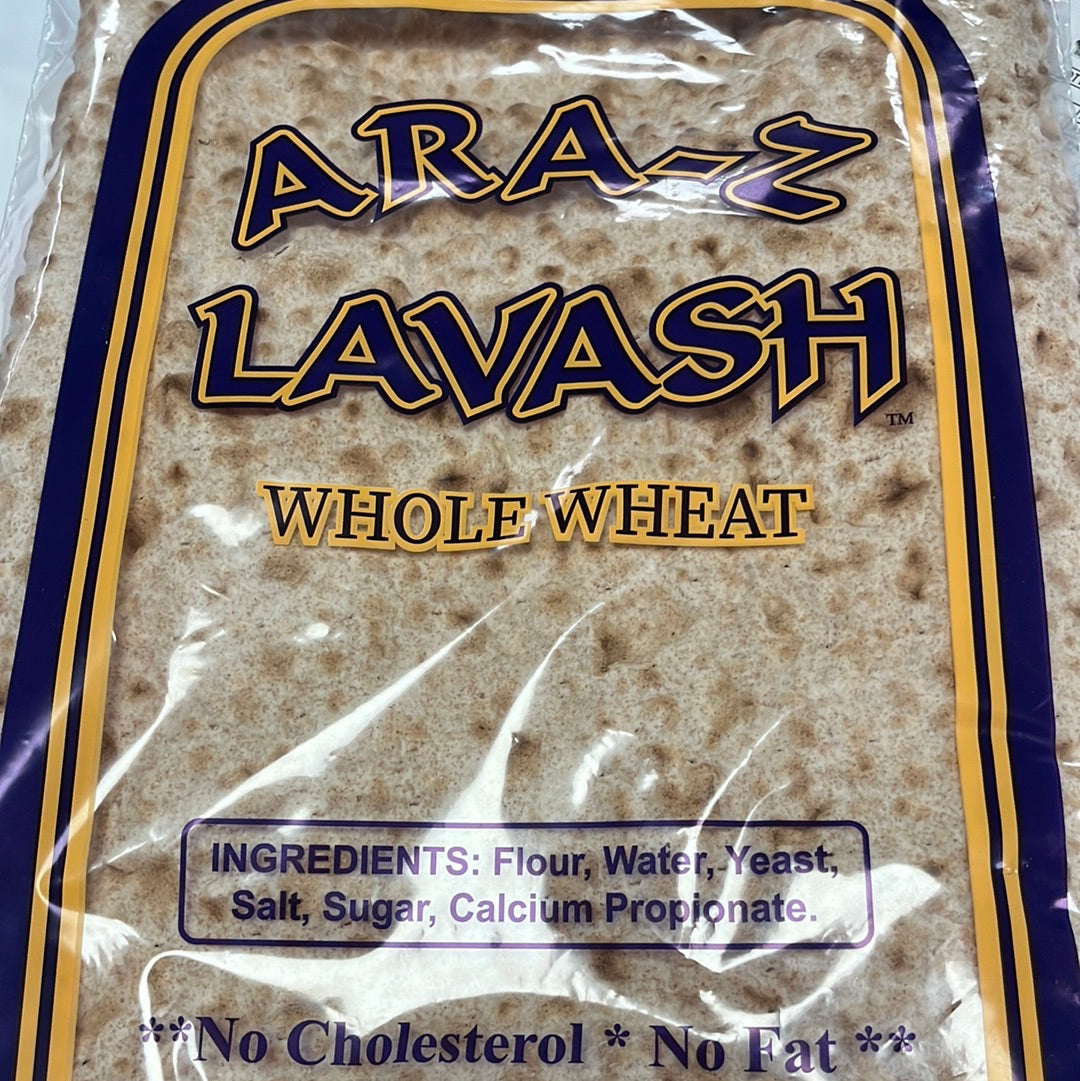 ARA-Z
LAVASH
TM
WHOLE WHEAT
INGREDIENTS: Flour, Water, Yeast,
Salt, Sugar, Calcium Propionate.
**No Cholesterol * No Fat **